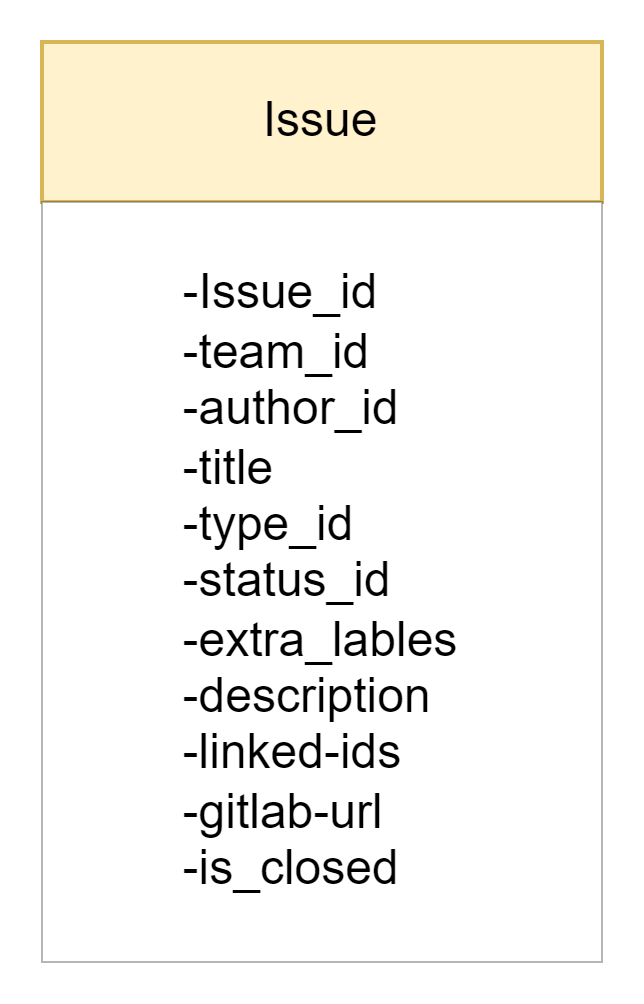 Issue
-Issue_id
-team_id
-author_id
-title
-type_id
-status_id
-extra_lables
-description
-linked-ids
-gitlab-url
-is_closed